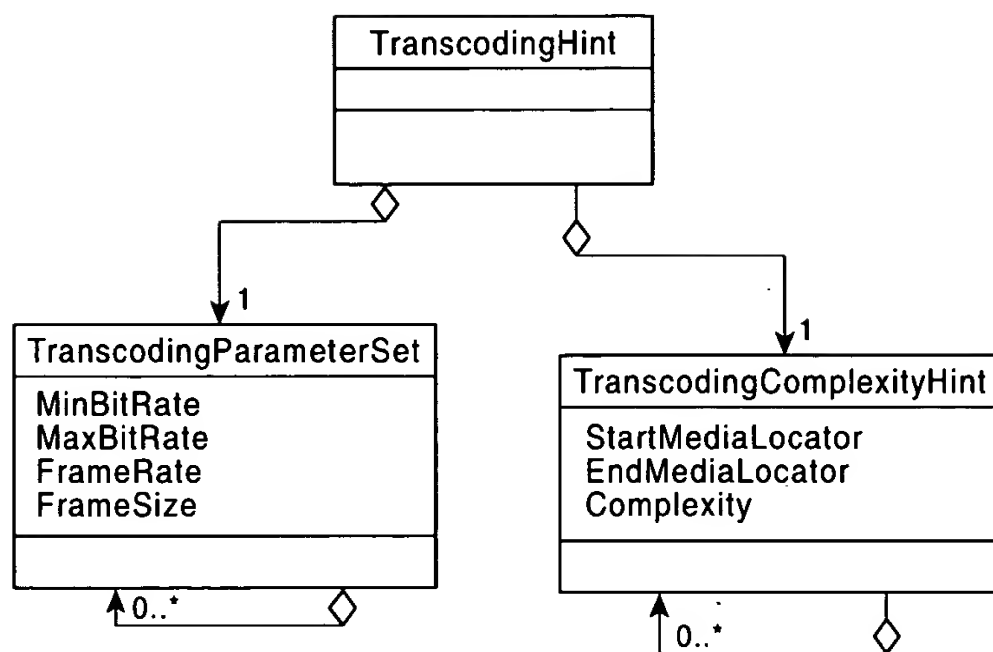 TranscodingHint
1
1
TranscodingParameterSet
MinBitRate
MaxBitRate
FrameRate
FrameSize
0..*
TranscodingComplexityHint
StartMediaLocator
EndMediaLocator
Complexity
0..*